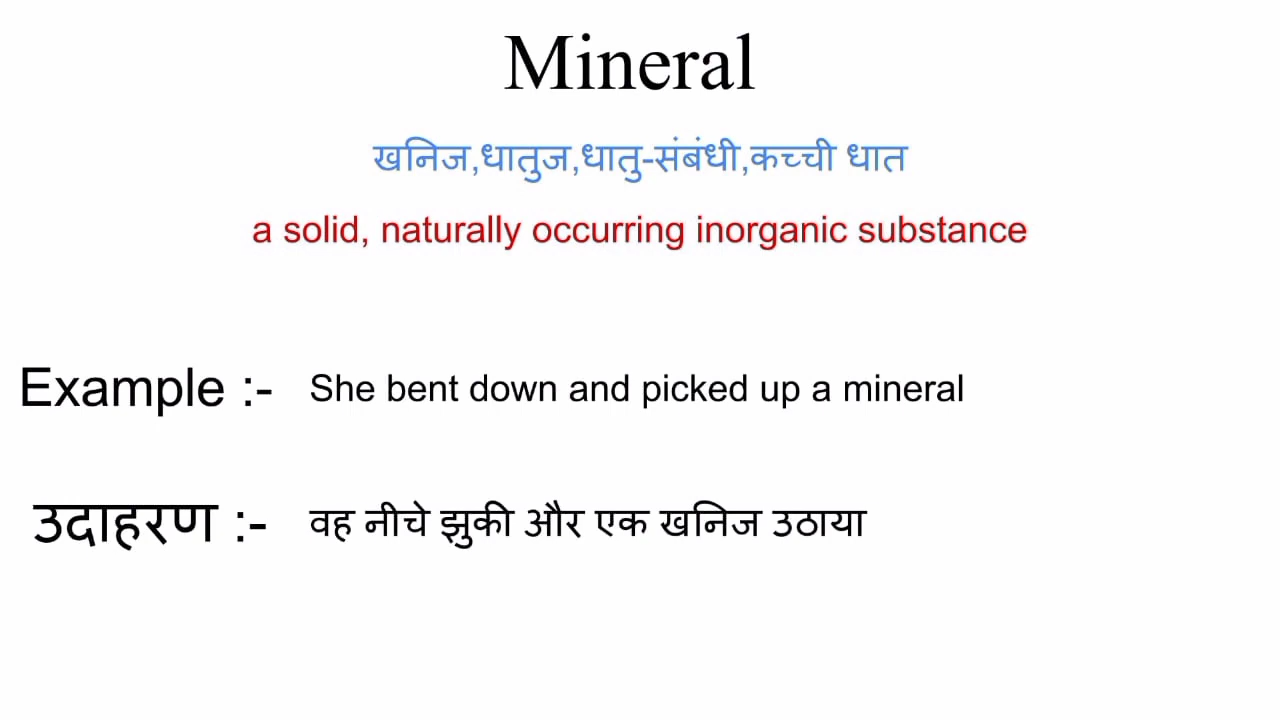 Mineral
खनिज,धातुज,धातु-संबंधी,कच्ची धात
a solid, naturally occurring inorganic substance
Example :- She bent down and picked up a mineral
उदाहरण :- वह नीचे झुकी और एक खनिज उठाया